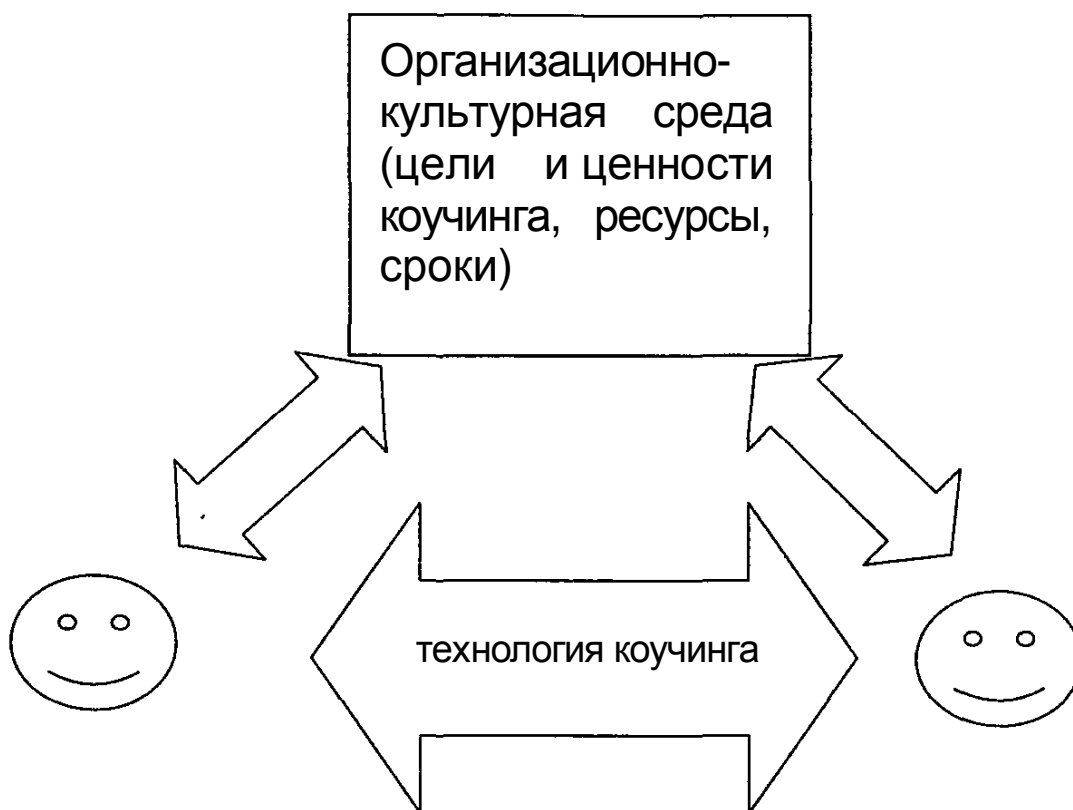 Организационно-
культурная среда
(цели и ценности
коучинга, ресурсы,
сроки)
технология коучинга